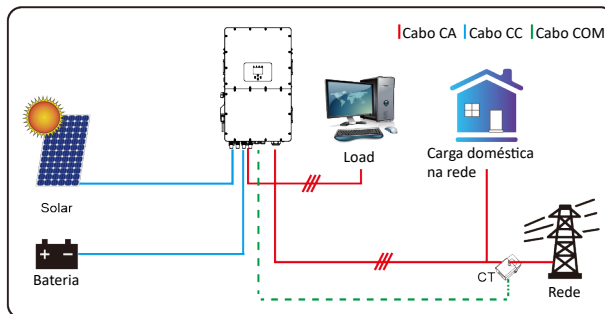 Cabo CA Cabo CC Cabo COM
Load
Carga doméstica
na rede
Solar
CT
Bateria
Rede